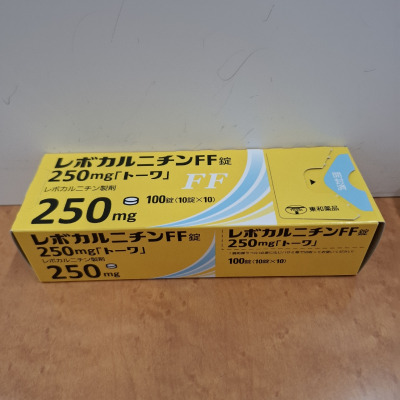 レボカルニチンFF錠
250mg「トーワ」
レボカルニチン製剤
FF
250mg
100錠(10錠×10)
開封済
東和薬品
レボカルニチンFF錠
250mg「トーワ」
レボカルニチン製剤
250mg
レボカルニチンFF錠
250mg「トーワ」
100錠(10錠×10)